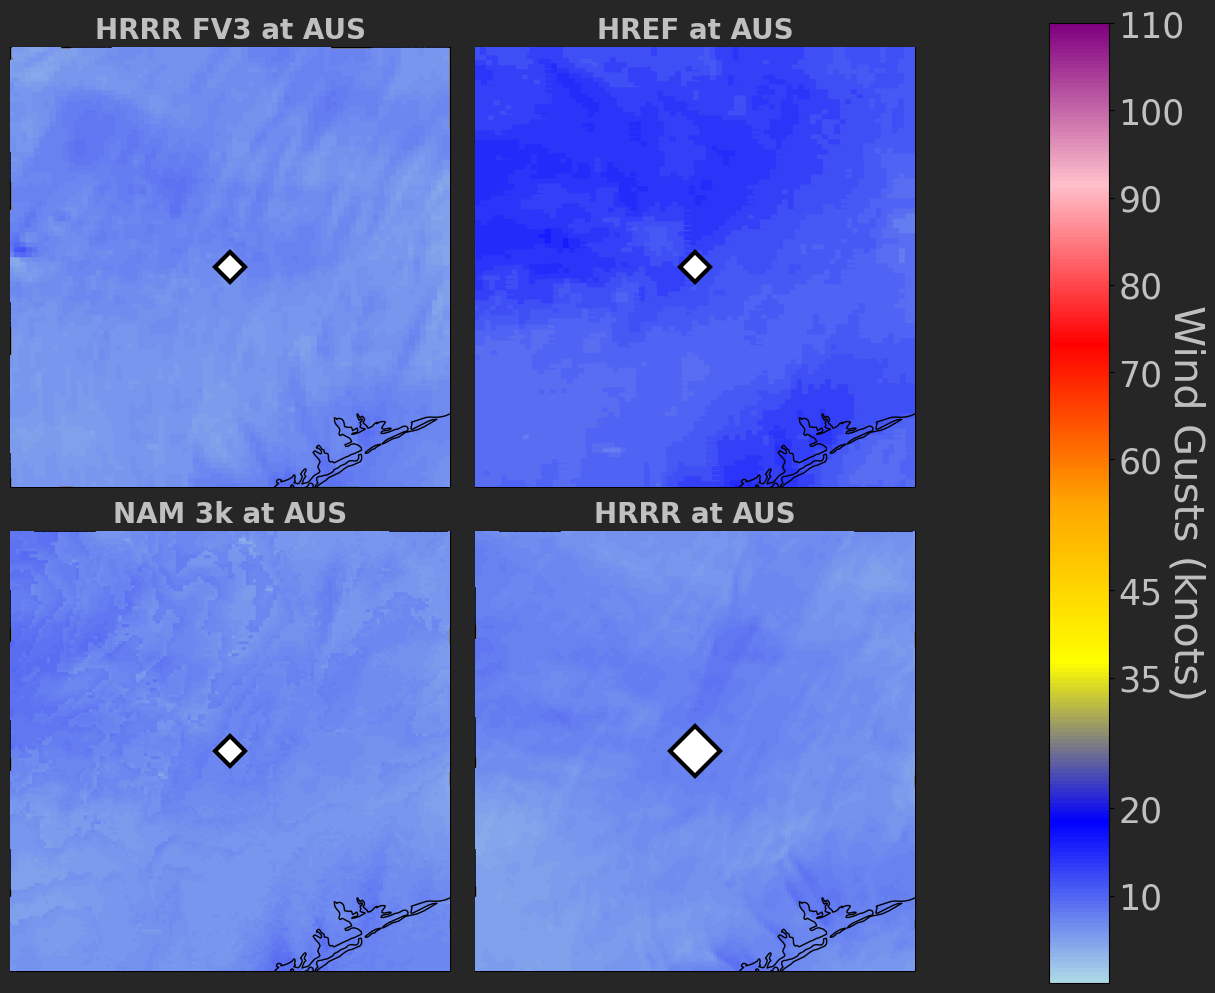 HRRR FV3 at AUS
HREF at AUS
NAM 3k at AUS
HRRR at AUS
110
100
90
80
70
60
45
35
20
10
Wind Gusts (knots)